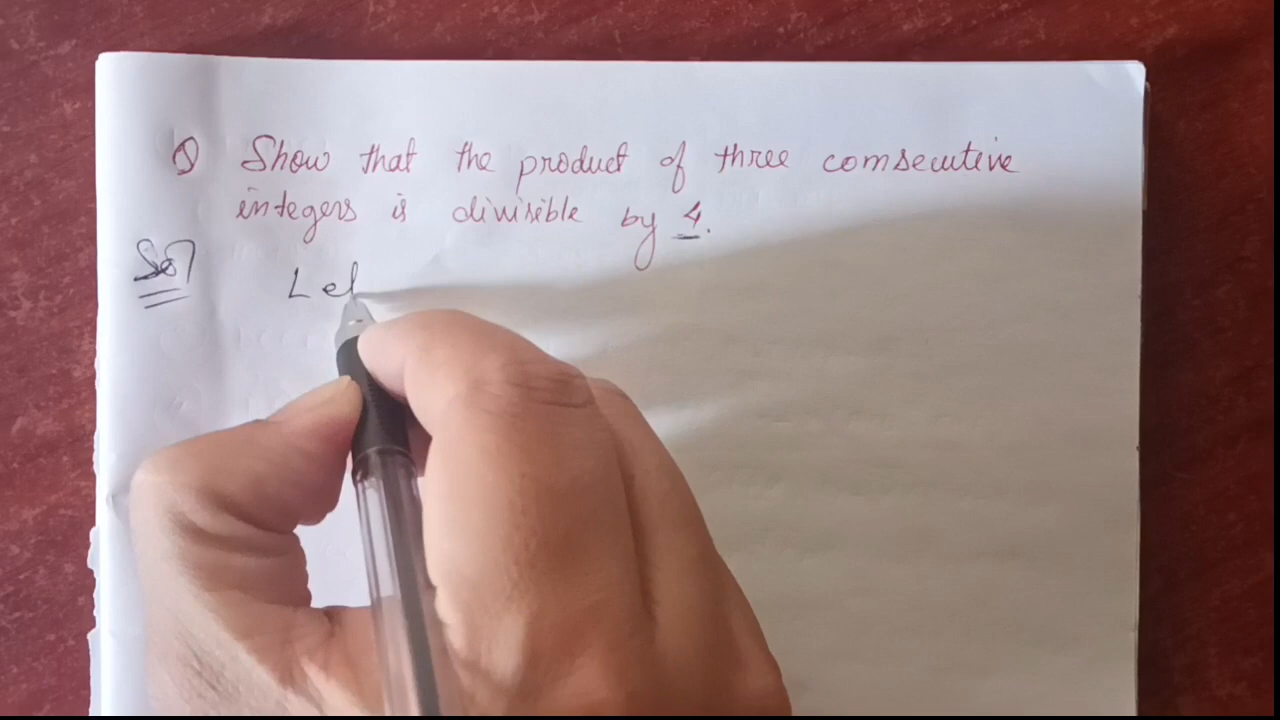 Q Show that the product of three comsecutive
integers is divisible by 4.
Sol
Let